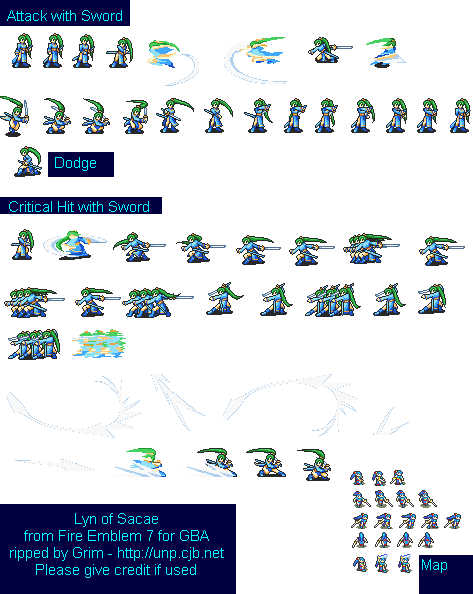 Attack with Sword
Dodge
Critical Hit with Sword
Lyn of Sacae
from Fire Emblem 7 for GBA
ripped by Grim - http://unp.cjb.net
Please give credit if used
Map